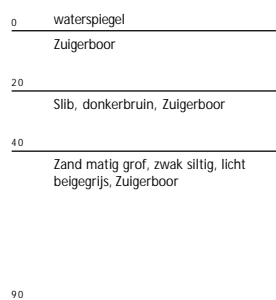 0 waterspiegel
Zuigerboor
20
Slib, donkerbruin, Zuigerboor
40
Zand matig grof, zwak siltig, licht
beigegrijs, Zuigerboor
90